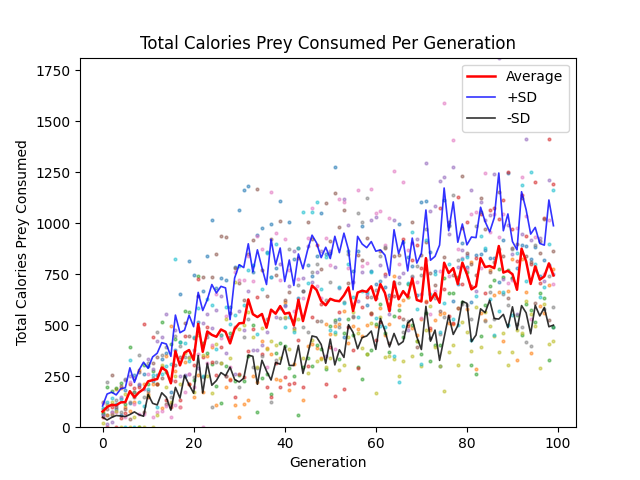 Total Calories Prey Consumed Per Generation
Total Calories Prey Consumed
1750
1500
1250
1000
750
500
250
0
Average
+SD
-SD
0 20 40 60 80 100
Generation